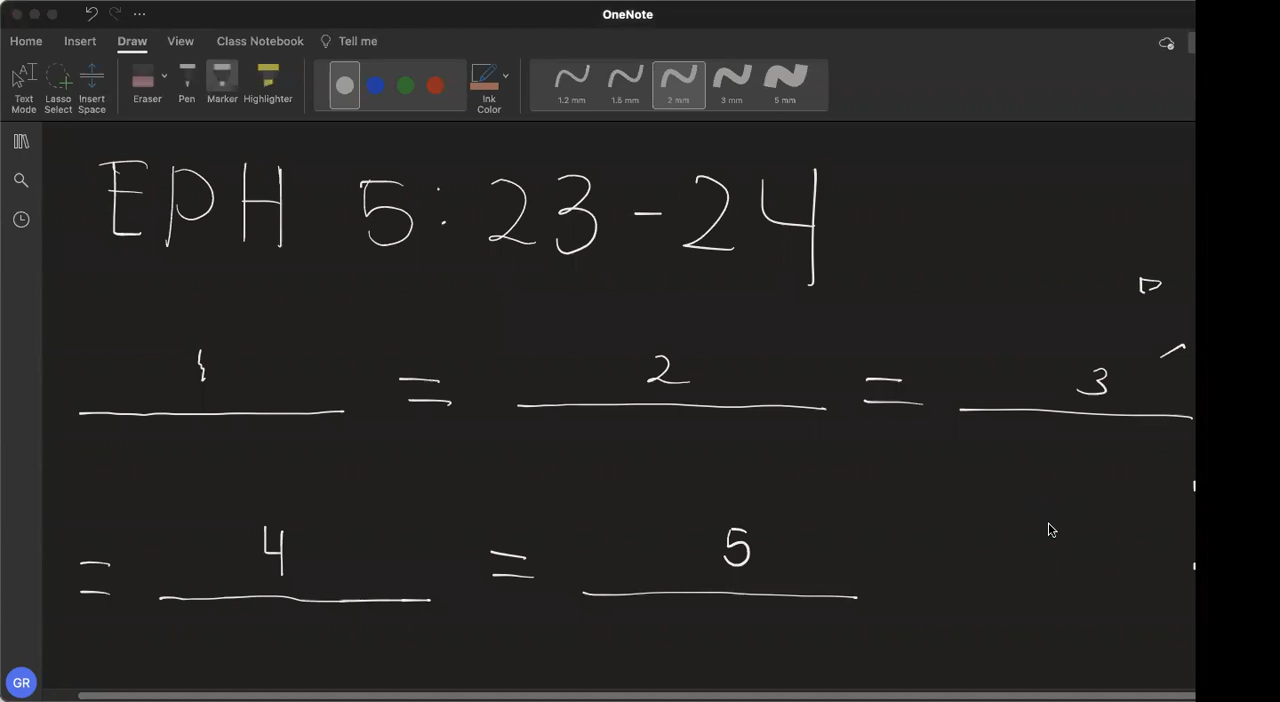 OneNote
Home Insert Draw View Class Notebook Tell me
Text Mode Lasso Select Insert Space Eraser Pen Marker Highlighter Ink Color 1.2 mm 1.5 mm 2 mm 3 mm 5 mm
EPH 5:23-24
1 = 2 = 3
= 4 = 5
GR